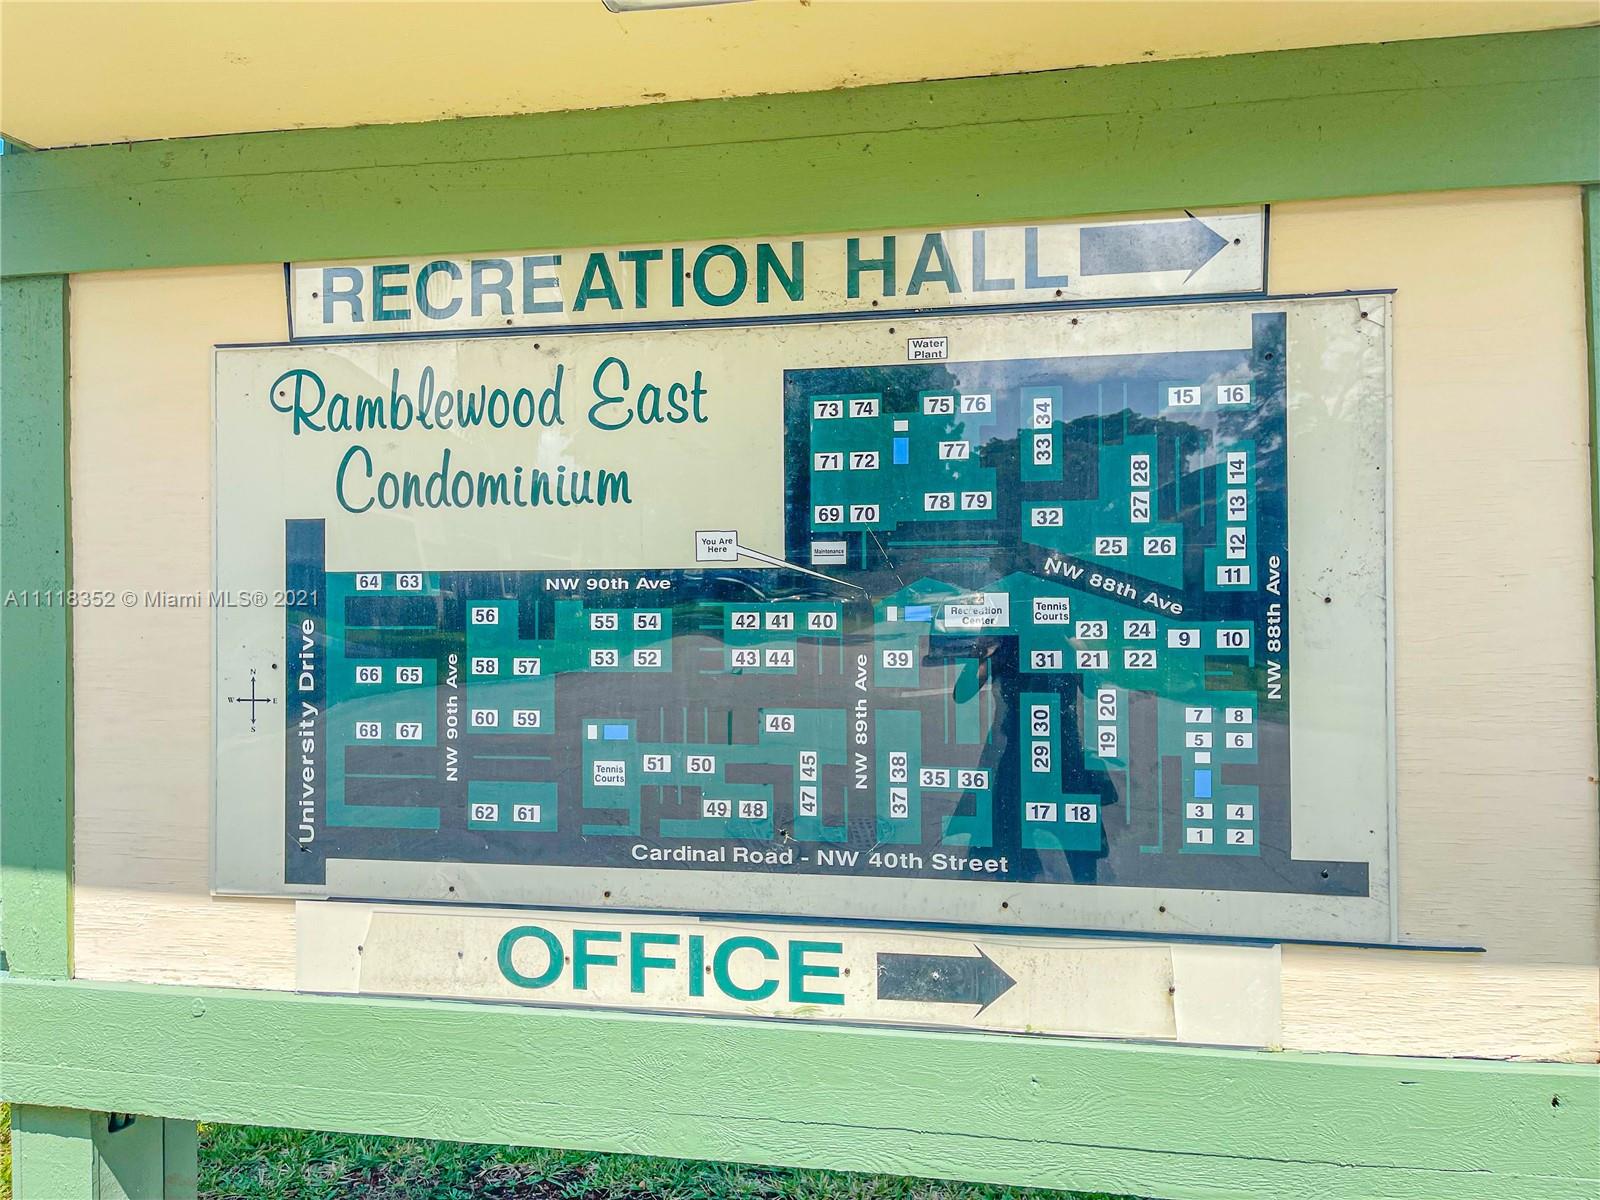 RECREATION HALL
Ramblewood East
Condominium
Water
Plant
73 74 75 76 34 15 16
33
71 72 77 28 14
78 79 27 13
69 70 32
12
You Are
Here
Maintenance
25 26
11
64 63
NW 90th Ave
NW 88th Ave
NW 88th Ave
A11118352 © Miami MLS® 2021
Recreation
Center
Tennis
Courts
56 55 54 42 41 40
23 24 9 10
58 57 53 52 43 44 39 31 21 22
N
W E
S
University Drive
66 65
NW 90th Ave
NW 89th Ave
60 59 46 30 20 7 8
68 67 29 19 5 6
Tennis
Courts
51 50 45 38 35 36
62 61 49 48 47 37 17 18 3 4
1 2
Cardinal Road - NW 40th Street
OFFICE